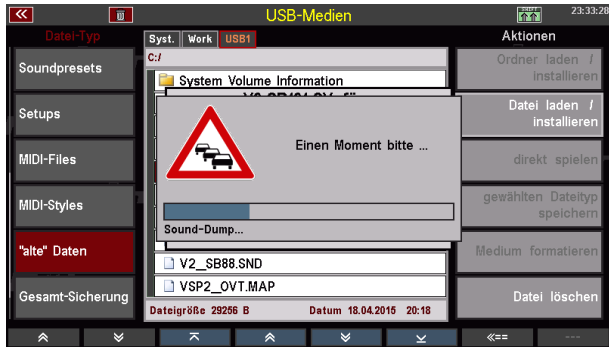 USB-Medien
SHIFT
23:33:28
Datei-Typ
Syst. Work USB1
Aktionen
C:/
Soundpresets
System Volume Information
Ordner laden / installieren
Setups
Einen Moment bitte ...
Datei laden / installieren
MIDI-Files
direkt spielen
MIDI-Styles
gewählten Dateityp speichern
Sound-Dump...
"alte" Daten
V2__SB88.SND
Medium formatieren
Gesamt-Sicherung
VSP2_OVT.MAP
Datei löschen
Dateigröße 29256 B Datum 18.04.2015 20:18
<<==
---